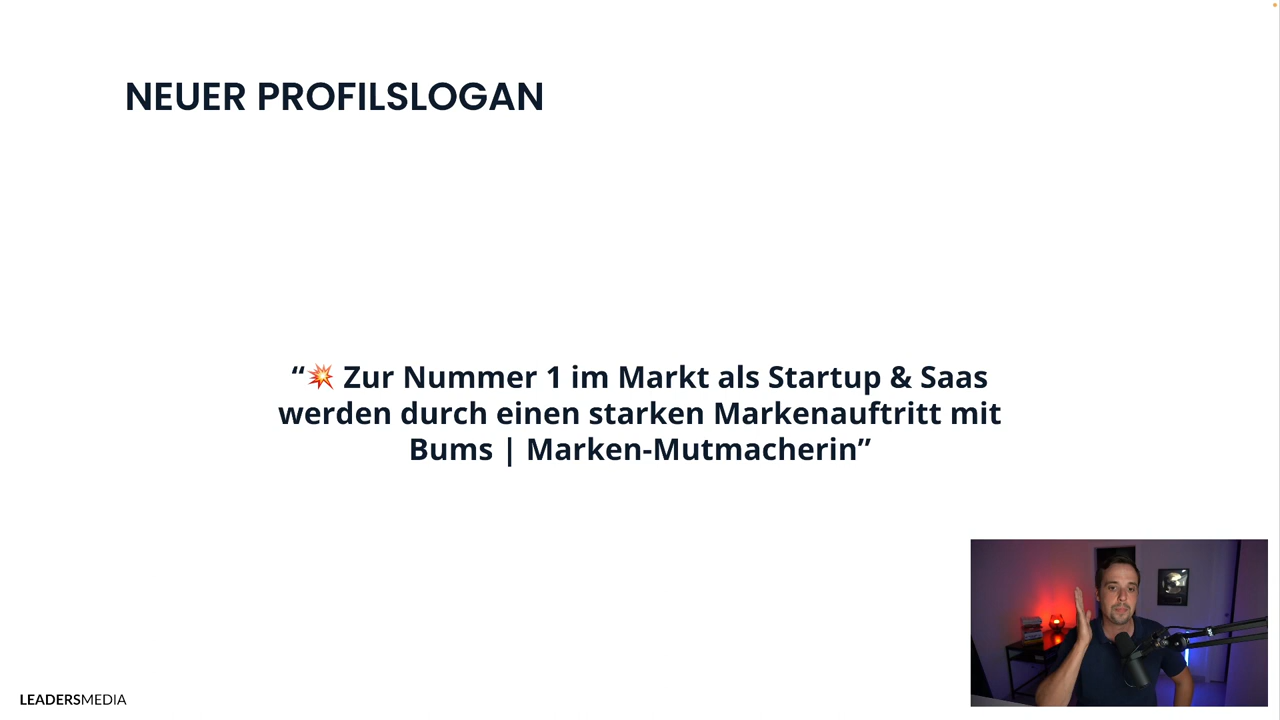 NEUER PROFILSLOGAN
“💥 Zur Nummer 1 im Markt als Startup & Saas
werden durch einen starken Markenauftritt mit
Bums | Marken-Mutmacherin”
LEADERSMEDIA